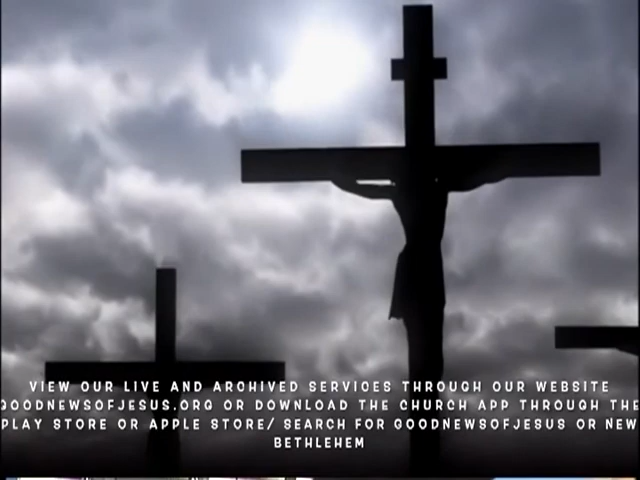 VIEW OUR LIVE AND ARCHIVED SERVICES THROUGH OUR WEBSITE
GOODNEWSOFJESUS.ORG OR DOWNLOAD THE CHURCH APP THROUGH THE
PLAY STORE OR APPLE STORE/ SEARCH FOR GOODNEWSOFJESUS OR NEW
BETHLEHEM